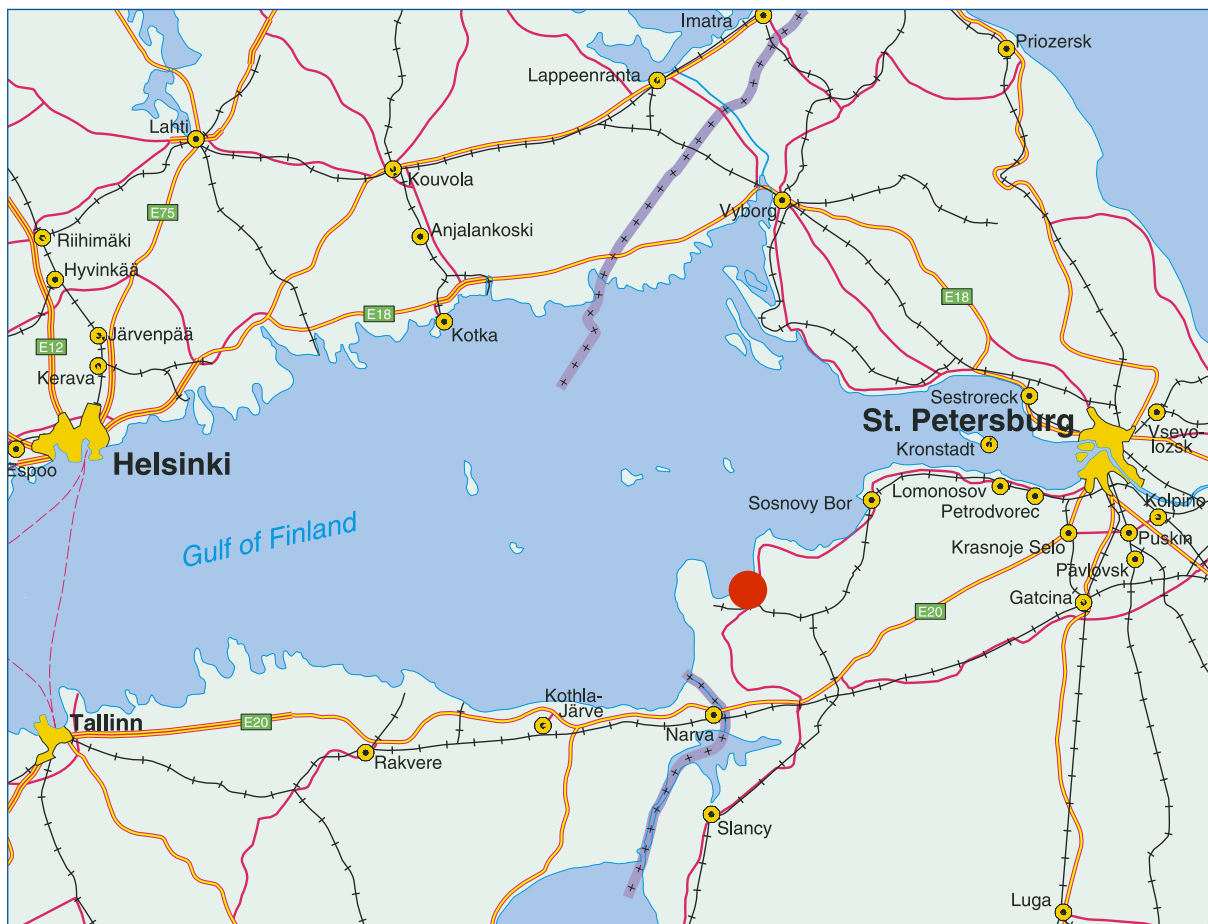 Imatra
Priozersk
Lappeenranta
Lahti
Kouvola
E75
Vyborg
Riihimäki
Anjalankoski
Hyvinkää
E18
E18
Järvenpää
E12
Kotka
Kerava
Sestroreck
St. Petersburg
Vsevo-
lozsk
Kronstadt
Helsinki
Espoo
Lomonosov
Sosnovy Bor
Petrodvorec
Kolpino
Gulf of Finland
Krasnoje Selo
Puskin
Pavlovsk
Gatcina
E20
Kothla-
Järve
Tallinn
E20
Narva
Rakvere
Slancy
Luga